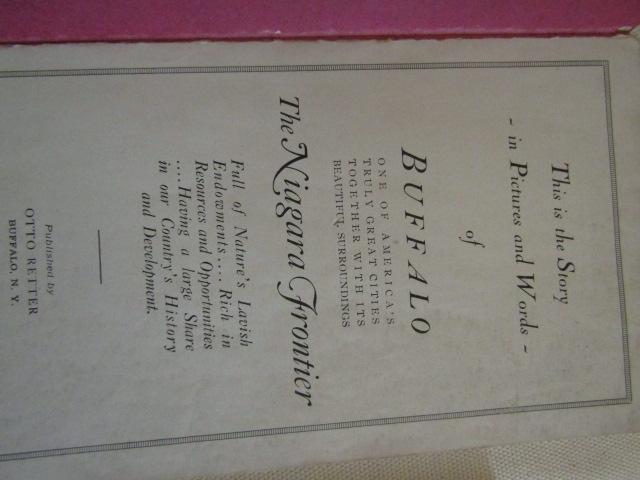 This is the Story
- in Pictures and Words -
of
BUFFALO
ONE OF AMERICA'S
TRULY GREAT CITIES
TOGETHER WITH ITS
BEAUTIFUL SURROUNDINGS
The Niagara Frontier
Full of Nature's Lavish
Endowments.... Rich in
Resources and Opportunities
.....Having a large Share
in our Country's History
and Development.
Published by
OTTO REITER
BUFFALO, N. Y.